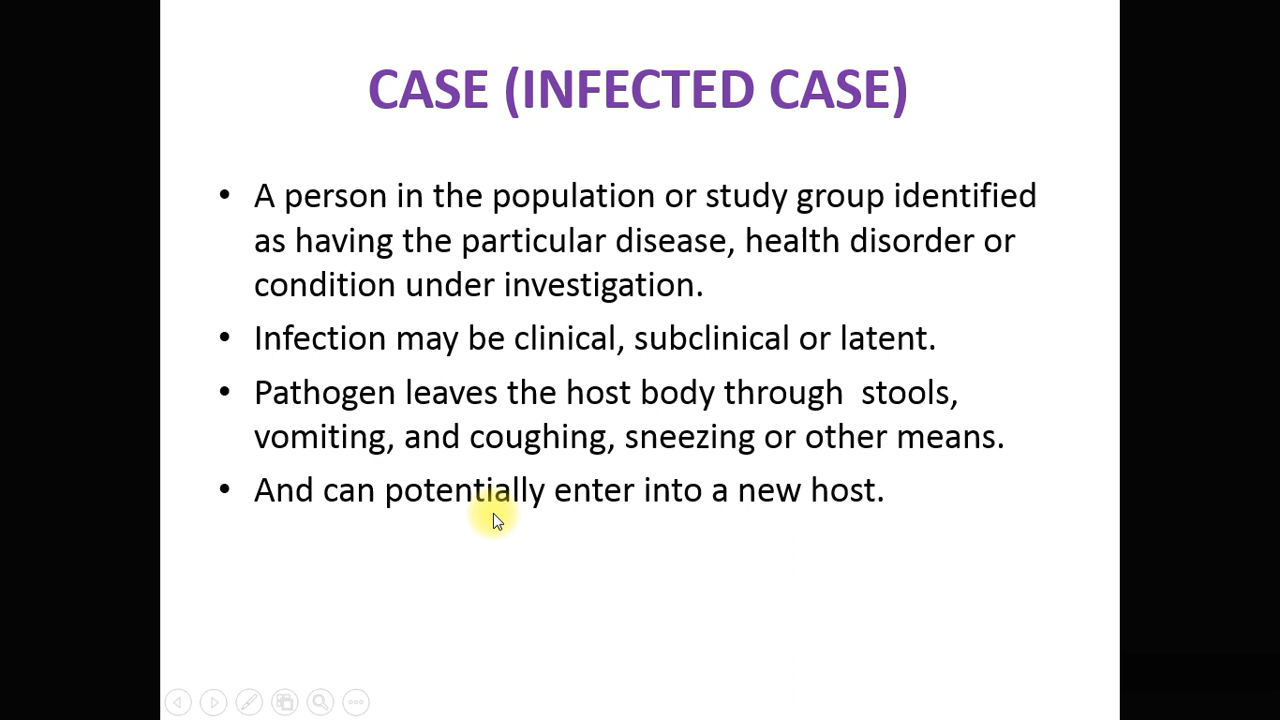 CASE (INFECTED CASE)
• A person in the population or study group identified
as having the particular disease, health disorder or
condition under investigation.
• Infection may be clinical, subclinical or latent.
• Pathogen leaves the host body through  stools,
vomiting, and coughing, sneezing or other means.
• And can potentially enter into a new host.